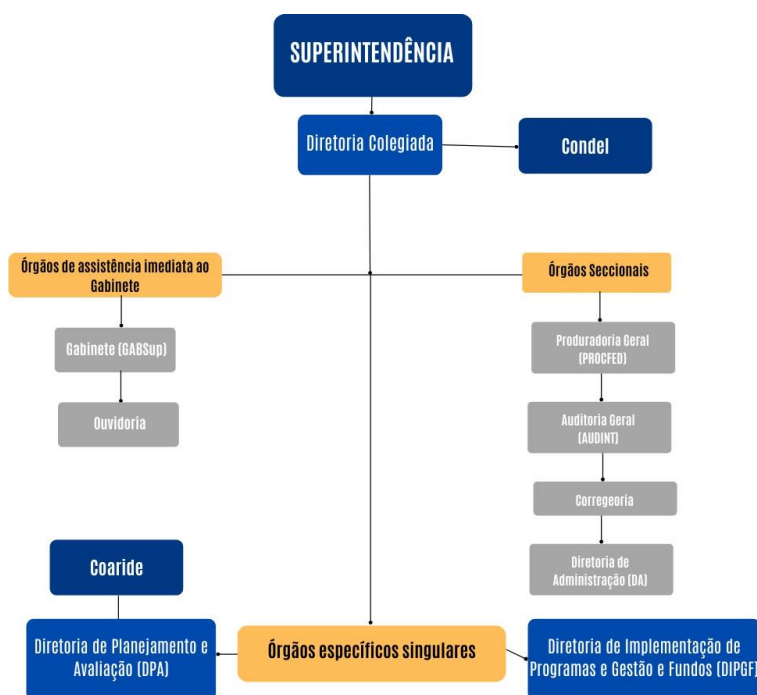 SUPERINTENDÊNCIA
Diretoria Colegiada
Condel
Órgãos de assistência imediata ao
Gabinete
Órgãos Seccionais
Gabinete (GABSup)
Ouvidoria
Produradoria Geral
(PROCFED)
Auditoria Geral
(AUDINT)
Corregeoria
Diretoria de
Administração (DA)
Coaride
Diretoria de Planejamento e
Avaliação (DPA)
Órgãos específicos singulares
Diretoria de Implementação de
Programas e Gestão e Fundos (DIPGF)